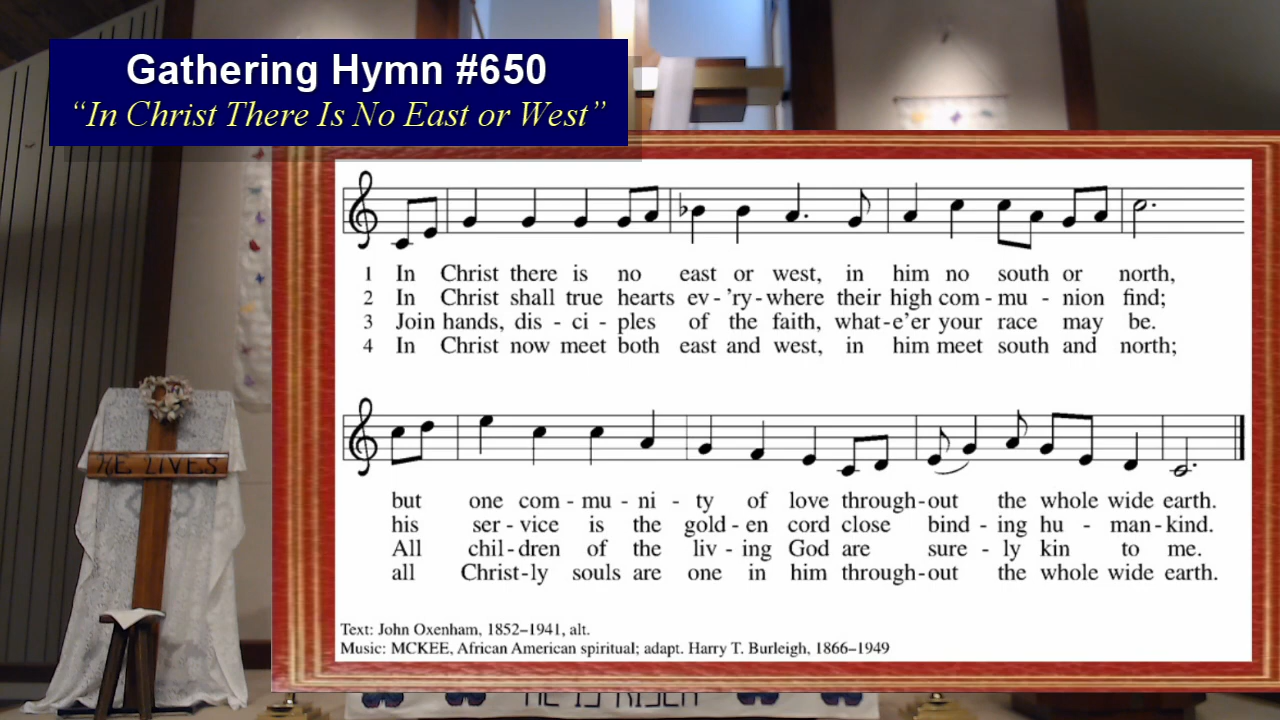 Gathering Hymn #650
“In Christ There Is No East or West”
1 In Christ there is no east or west, in him no south or north,
2 In Christ shall true hearts ev - 'ry - where their high com - mu - nion find;
3 Join hands, dis - ci - ples of the faith, what - e'er your race may be.
4 In Christ now meet both east and west, in him meet south and north;
but one com - mu - ni - ty of love through - out the whole wide earth.
his ser - vice is the gold - en cord close bind - ing hu - man - kind.
All chil - dren of the liv - ing God are sure - ly kin to me.
all Christ - ly souls are one in him through - out the whole wide earth.
Text: John Oxenham, 1852–1941, alt.
Music: MCKEE, African American spiritual; adapt. Harry T. Burleigh, 1866–1949
HE LIVES
HE IS RISEN